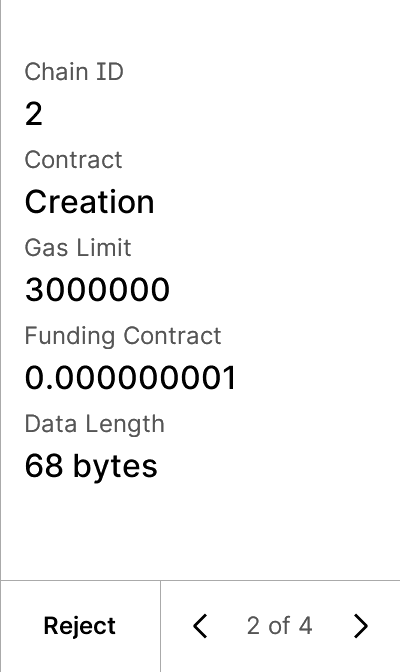 Chain ID
2
Contract
Creation
Gas Limit
3000000
Funding Contract
0.000000001
Data Length
68 bytes
Reject
2 of 4